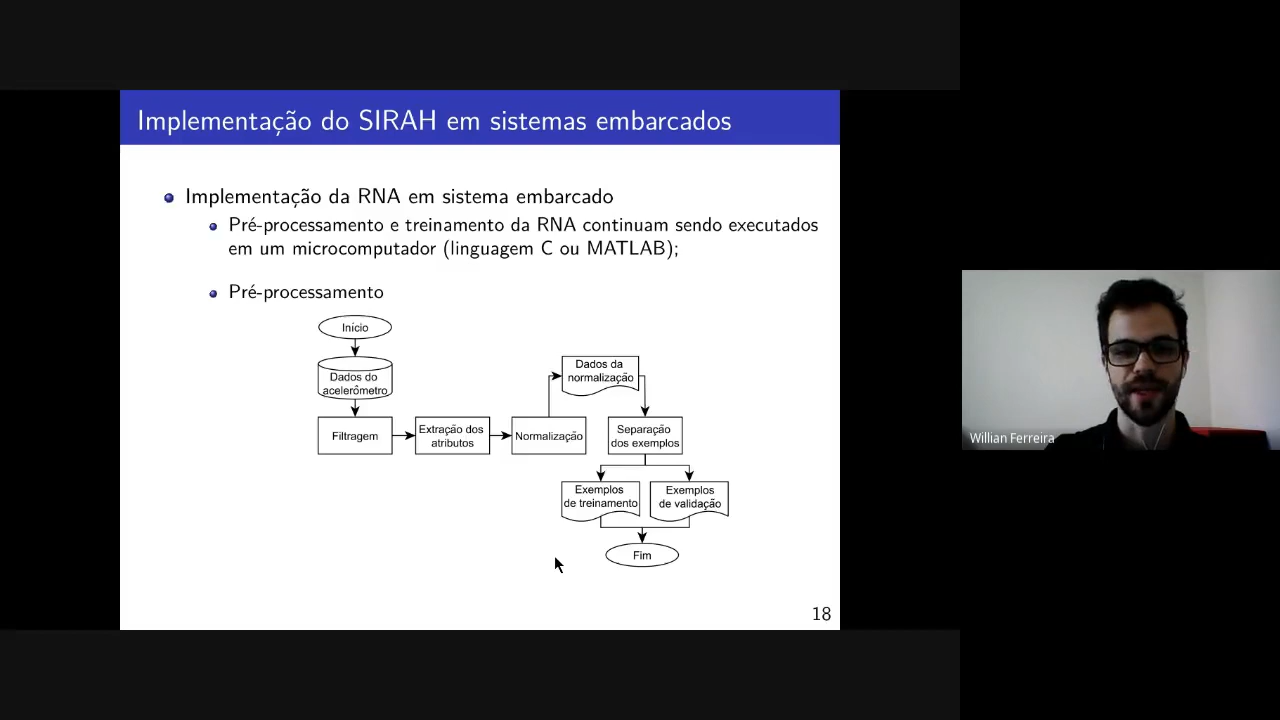 Implementação do SIRAH em sistemas embarcados
Implementação da RNA em sistema embarcado
Pré-processamento e treinamento da RNA continuam sendo executados
em um microcomputador (linguagem C ou MATLAB);
Pré-processamento
Início
Dados do
acelerômetro
Filtragem
Extração dos
atributos
Normalização
Dados da
normalização
Separação
dos exemplos
Exemplos
de treinamento
Exemplos
de validação
Fim
18
Willian Ferreira